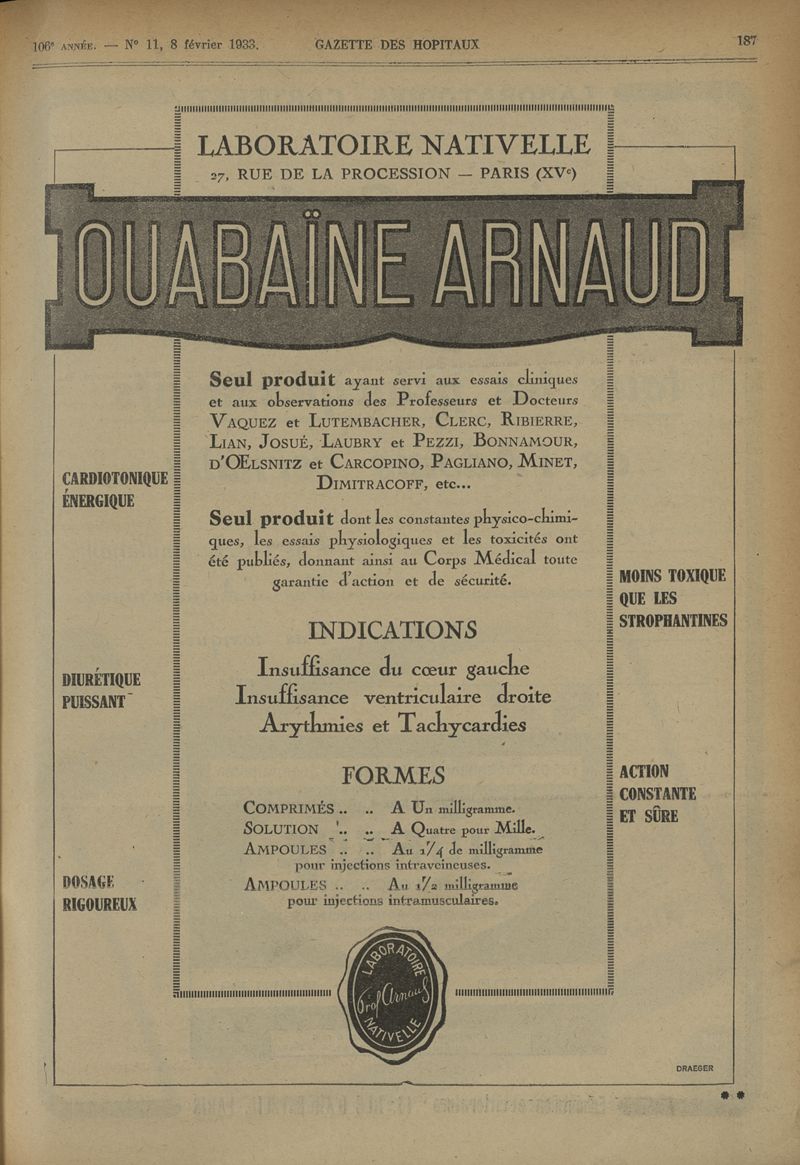 106e ANNÉE. — N° 11, 8 février 1933. GAZETTE DES HOPITAUX 187
LABORATOIRE NATIVELLE
27, RUE DE LA PROCESSION — PARIS (XVe)
OUABAÏNE ARNAUD
Seul produit ayant servi aux essais cliniques
et aux observations des Professeurs et Docteurs
VAQUEZ et LUTEMBACHER, CLERC, RIBIERRE,
LIAN, JOSUÉ, LAUBRY et PEZZI, BONNAMOUR,
D'OELSNITZ et CARCOPINO, PAGLIANO, MINET,
DIMITRACOFF, etc...
Seul produit dont les constantes physico-chimi-
ques, les essais physiologiques et les toxicités ont
été publiés, donnant ainsi au Corps Médical toute
garantie d'action et de sécurité.
INDICATIONS
Insuffisance du cœur gauche
Insuffisance ventriculaire droite
Arythmies et Tachycardies
FORMES
COMPRIMÉS .. .. A Un milligramme.
SOLUTION .. .. A Quatre pour Mille.
AMPOULES .. .. Au 1/4 de milligramme
pour injections intraveineuses.
AMPOULES .. .. Au 1/2 milligramme
pour injections intramusculaires.
CARDIOTONIQUE
ÉNERGIQUE
DIURÉTIQUE
PUISSANT
DOSAGE
RIGOUREUX
MOINS TOXIQUE
QUE LES
STROPHANTINES
ACTION
CONSTANTE
ET SÛRE
LABORATOIRE
Prof Arnaud
NATIVELLE
DRAEGER